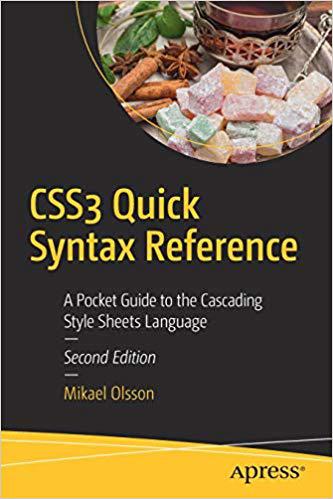 CSS3 Quick
Syntax Reference
A Pocket Guide to the Cascading
Style Sheets Language
—
Second Edition
—
Mikael Olsson
Apress®